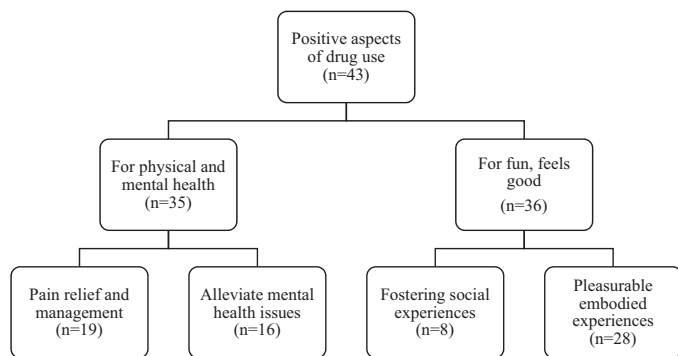 Positive aspects
of drug use
(n=43)
For physical and
mental health
(n=35)
For fun, feels
good
(n=36)
Pain relief and
management
(n=19)
Alleviate mental
health issues
(n=16)
Fostering social
experiences
(n=8)
Pleasurable
embodied
experiences
(n=28)